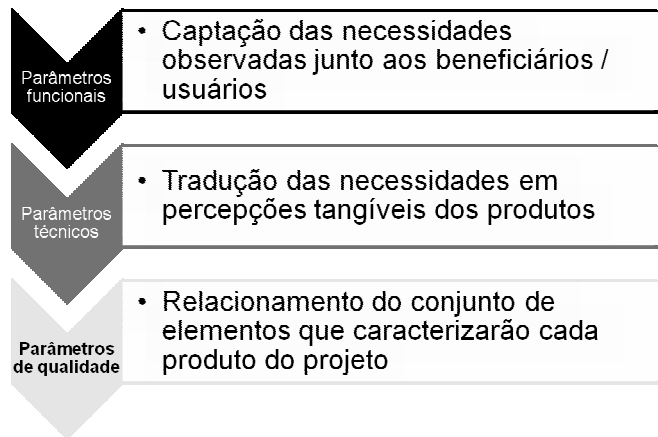 Parâmetros
funcionais
• Captação das necessidades
observadas junto aos beneficiários /
usuários
Parâmetros
técnicos
• Tradução das necessidades em
percepções tangíveis dos produtos
Parâmetros
de qualidade
• Relacionamento do conjunto de
elementos que caracterizarão cada
produto do projeto